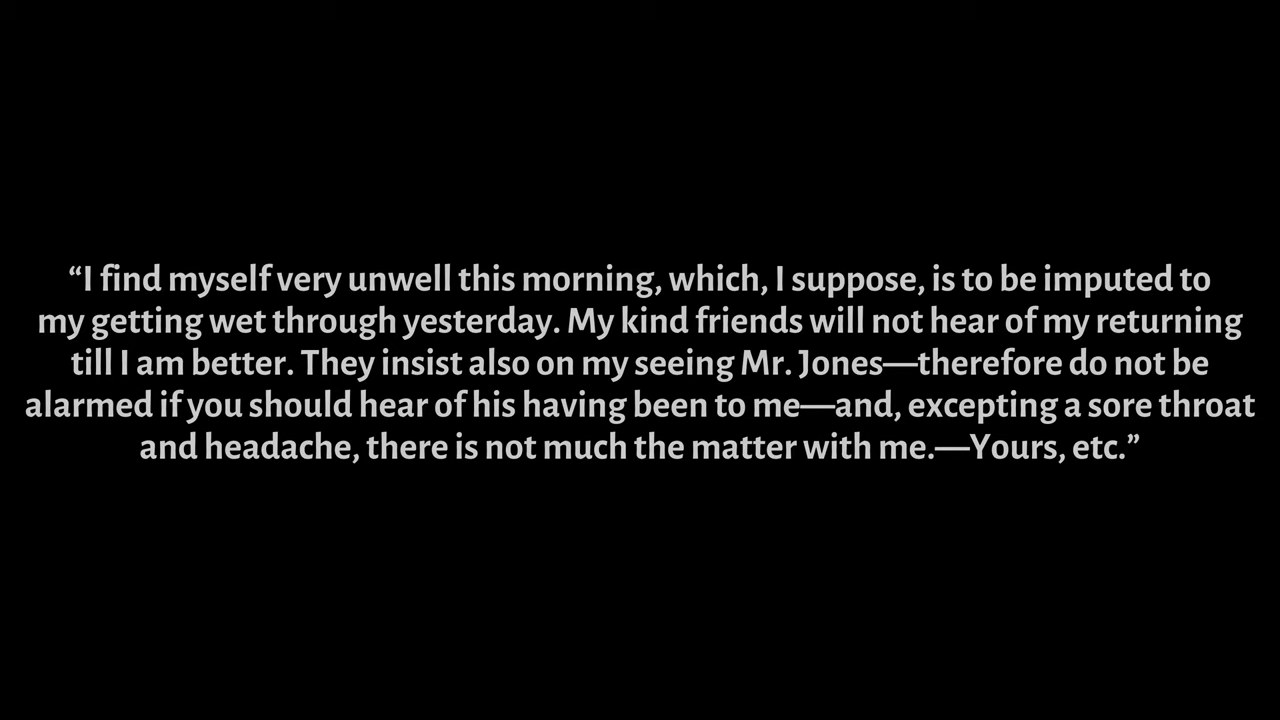 “I find myself very unwell this morning, which, I suppose, is to be imputed to
my getting wet through yesterday. My kind friends will not hear of my returning
till I am better. They insist also on my seeing Mr. Jones—therefore do not be
alarmed if you should hear of his having been to me—and, excepting a sore throat
and headache, there is not much the matter with me.—Yours, etc.”